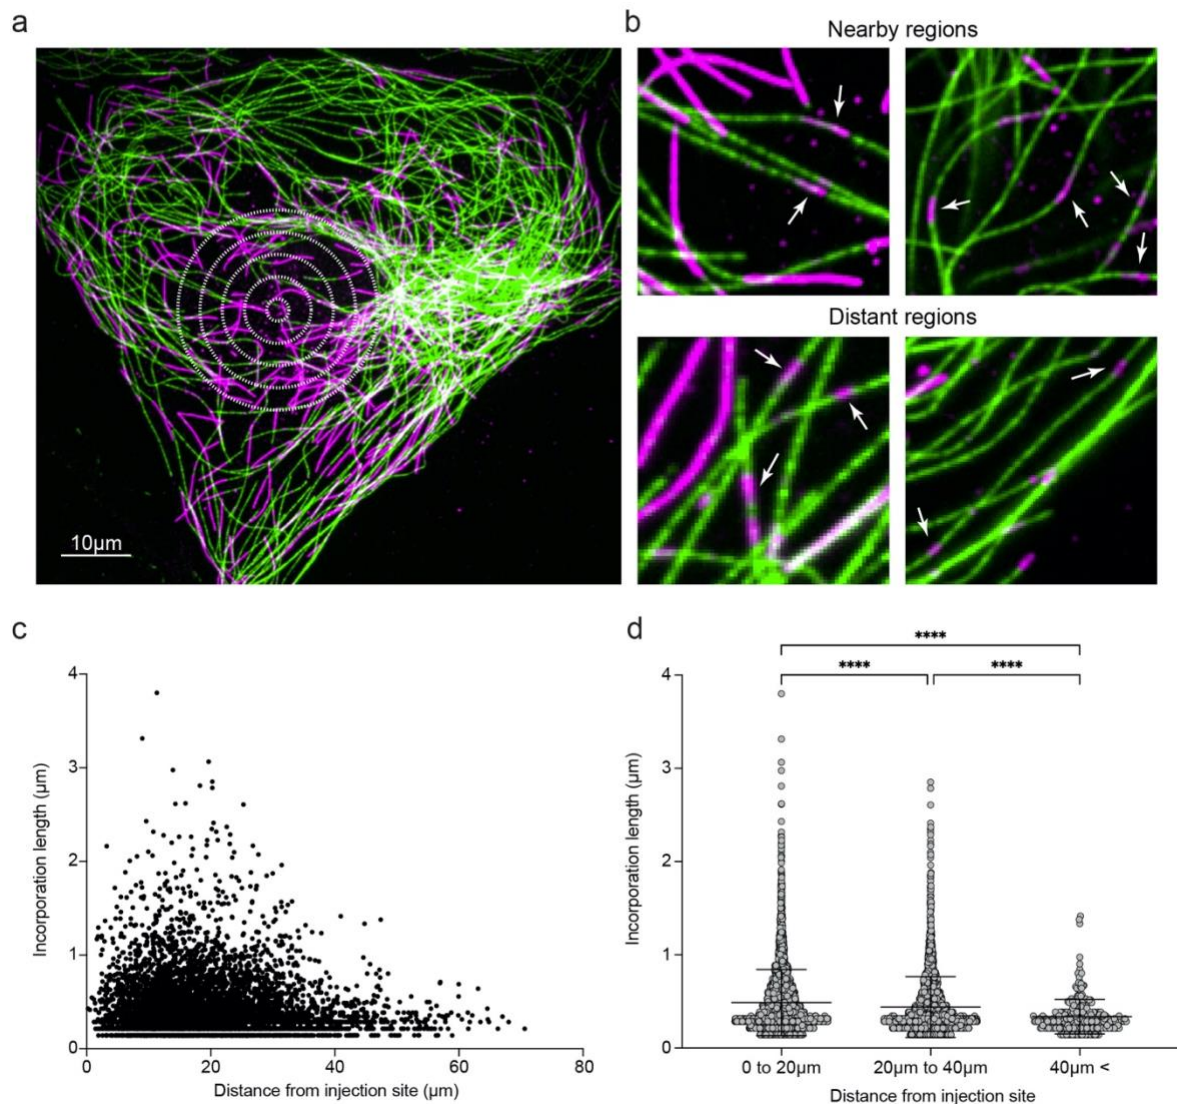 a
b
Nearby regions
Distant regions
10µm
c
d
Incorporation length (µm)
4
3
2
1
0
0
20
40
60
80
Distance from injection site (µm)
****
****
****
Incorporation length (µm)
4
3
2
1
0
0 to 20µm
20µm to 40µm
40µm <
Distance from injection site